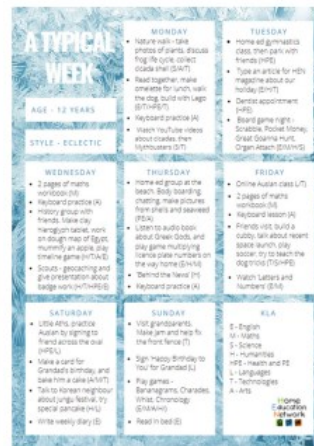 A TYPICAL
WEEK
AGE - 12 YEARS
STYLE - ECLECTIC
MONDAY
Nature walk - take
photos of plants, discuss
frog life cycle, collect
cicada shell (S/A/T)
Read together, make
omelette for lunch, walk
the dog, build with Lego
(E/T/HPE/T)
Keyboard practice (A)
Watch YouTube videos
about cicadas, then
Mythbusters (S/T)
TUESDAY
Home ed gymnastics
class, then park with
friends (HPE)
Type an article for HEN
magazine about our
holiday (E/H/T)
Dentist appointment
(HPE)
Board game night -
Scrabble, Pocket Money,
Great Goanna Hunt,
Organ Attack (E/M/H/S)
WEDNESDAY
2 pages of maths
workbook (M)
Keyboard practice (A)
History group with
friends. Make clay
hieroglyph tablet, work
on dough map of Egypt,
mummify an apple, play
timeline game (H/T/A/E)
Scouts - geocaching and
give presentation about
badge work (H/T/HPE/E)
THURSDAY
Home ed group at the
beach. Body boarding,
chatting, make pictures
from shells and seaweed
(PE/A)
Listen to audio book
about Greek Gods, and
play game multiplying
licence plate numbers on
the way home (E/H/M)
'Behind the News' (H)
Keyboard practice (A)
FRIDAY
Online Auslan class (L/T)
2 pages of maths
workbook (M)
Keyboard lesson (A)
Friends visit, build a
cubby, talk about recent
space launch, play
soccer, try to teach the
dog tricks (T/S/HPE)
Watch 'Letters and
Numbers' (E/M)
SATURDAY
Little Aths, practice
Auslan by signing to
friend across the oval
(HPE/L)
Make a card for
Grandad's birthday, and
bake him a cake (A/M/T)
Talk to Korean neighbour
about Jungu festival, try
special pancake (H/L)
Write weekly diary (E)
SUNDAY
Visit grandparents.
Make jam and help fix
the front fence (T)
Sign 'Happy Birthday to
You' for Grandad (L)
Play games -
Bananagrams, Charades,
Whist, Chronology
(E/M/A/H)
Read in bed (E)
KLA
E - English
M - Maths
S - Science
H - Humanities
HPE - Health and PE
L - Languages
T - Technologies
A - Arts
Home
Education
Network